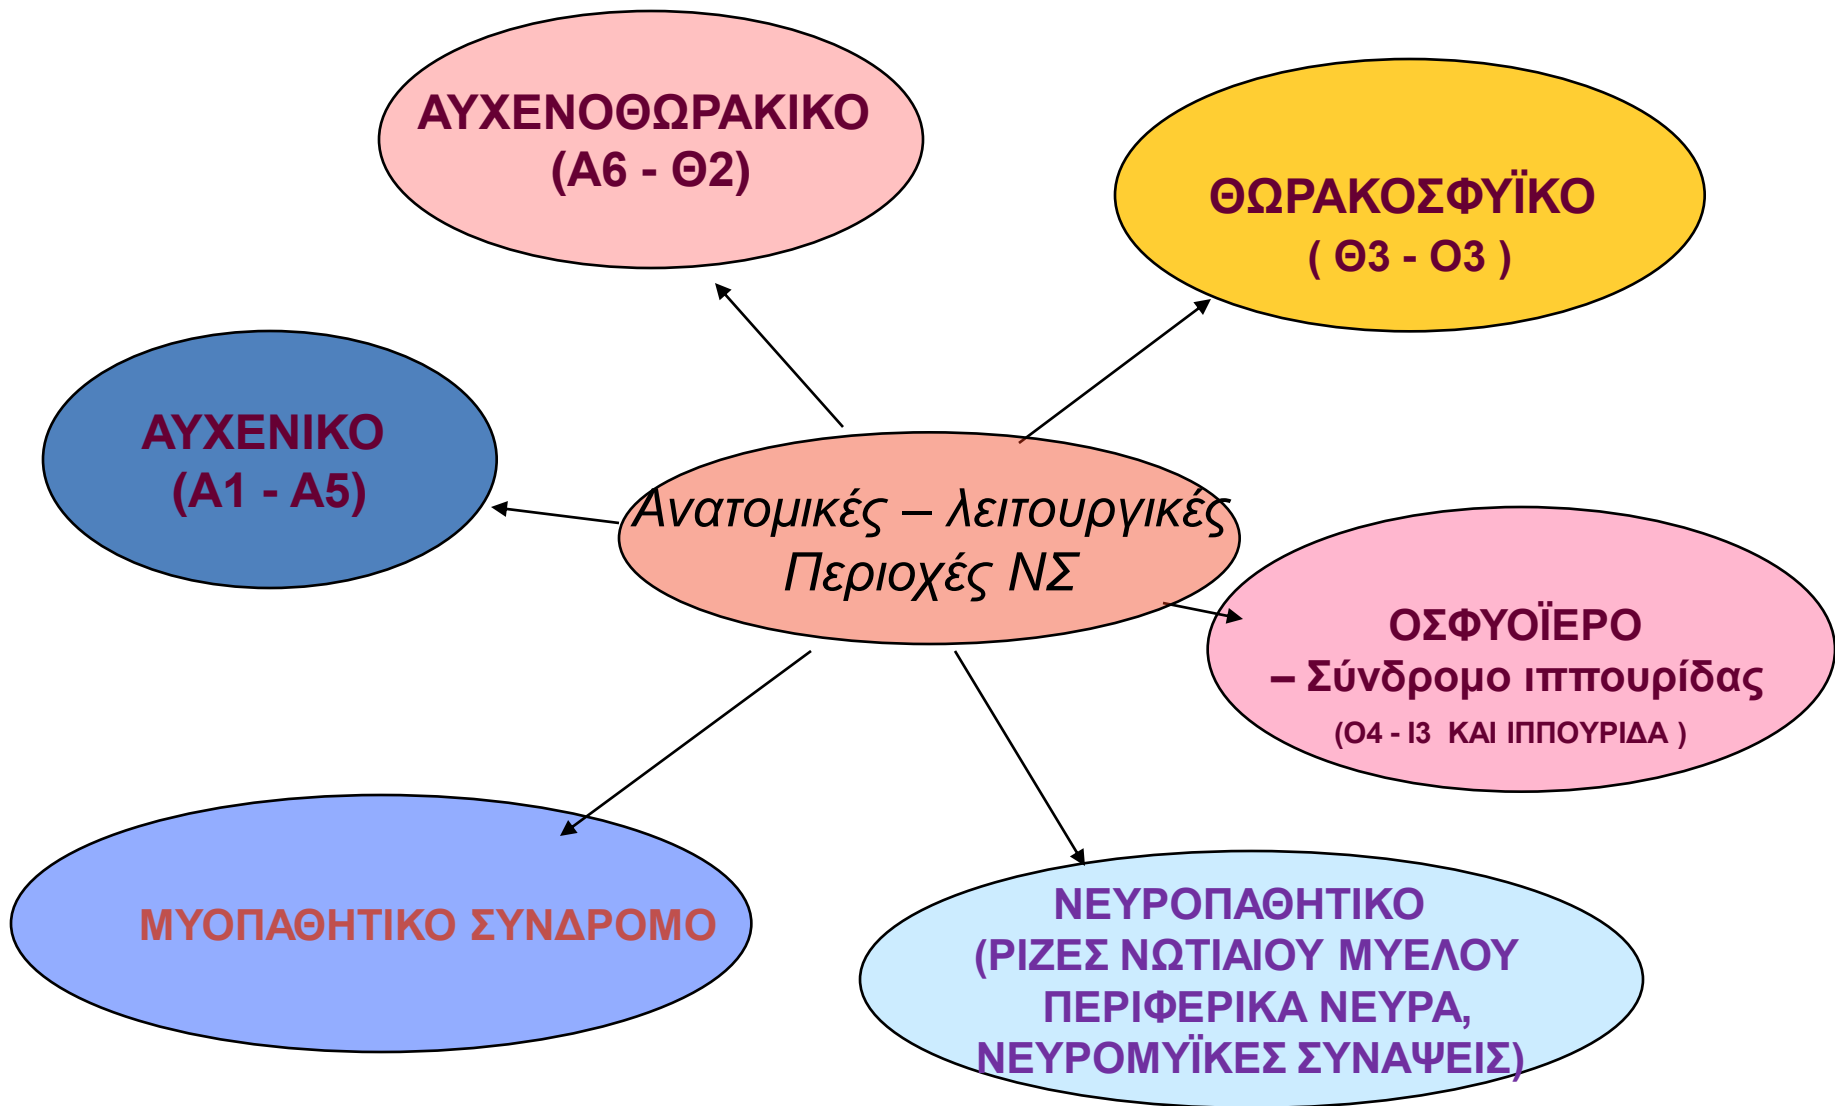 ΑΥΧΕΝΟΘΩΡΑΚΙΚΟ
(Α6 - Θ2)
ΘΩΡΑΚΟΣΦΥΪΚΟ
( Θ3 - Ο3 )
ΑΥΧΕΝΙΚΟ
(Α1 - Α5)
Ανατομικές – λειτουργικές
Περιοχές ΝΣ
ΟΣΦΥΟΪΕΡΟ
– Σύνδρομο ιππουρίδας
(Ο4 - Ι3 ΚΑΙ ΙΠΠΟΥΡΙΔΑ )
ΜΥΟΠΑΘΗΤΙΚΟ ΣΥΝΔΡΟΜΟ
ΝΕΥΡΟΠΑΘΗΤΙΚΟ
(ΡΙΖΕΣ ΝΩΤΙΑΙΟΥ ΜΥΕΛΟΥ
ΠΕΡΙΦΕΡΙΚΑ ΝΕΥΡΑ,
ΝΕΥΡΟΜΥΪΚΕΣ ΣΥΝΑΨΕΙΣ)